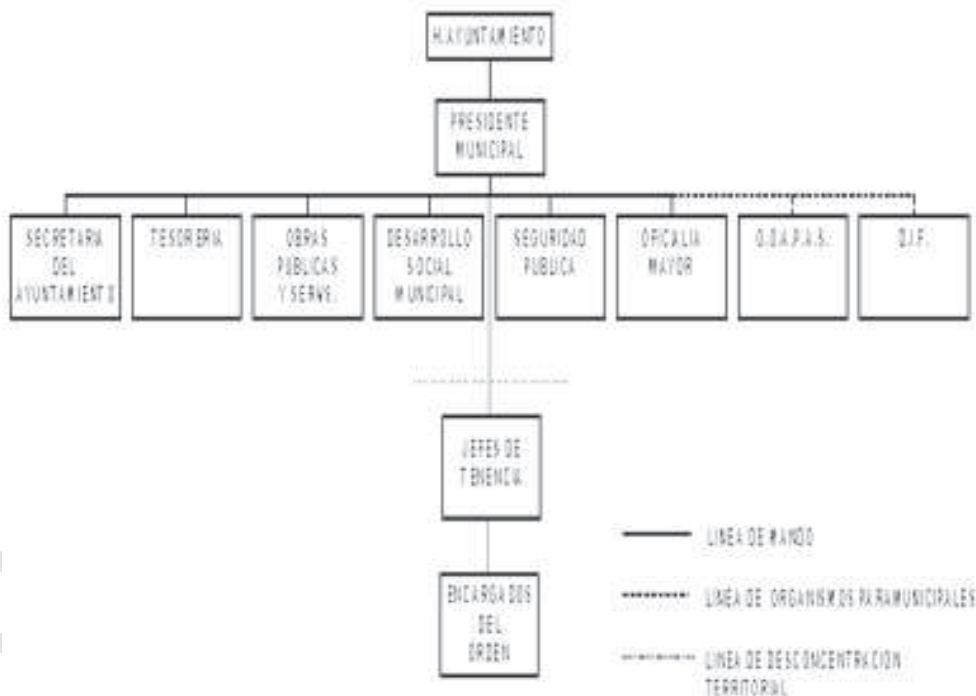 H. AYUNTAMIENTO
PRESIDENTE
MUNICIPAL
SECRETARIA
DEL
AYUNTAMIENTO
TESORERIA
OBRAS
PUBLICAS
Y SERVS.
DESARROLLO
SOCIAL
MUNICIPAL
SEGURIDAD
PUBLICA
OFICALIA
MAYOR
O.O.A.P.A.S.
D.I.F.
JEFES DE
TENENCIA
ENCARGADOS
DEL
ORDEN
LINEA DE MANDO
LINEA DE ORGANISMOS PARAMUNICIPALES
LINEA DE DESCONCENTRACION
TERRITORIAL